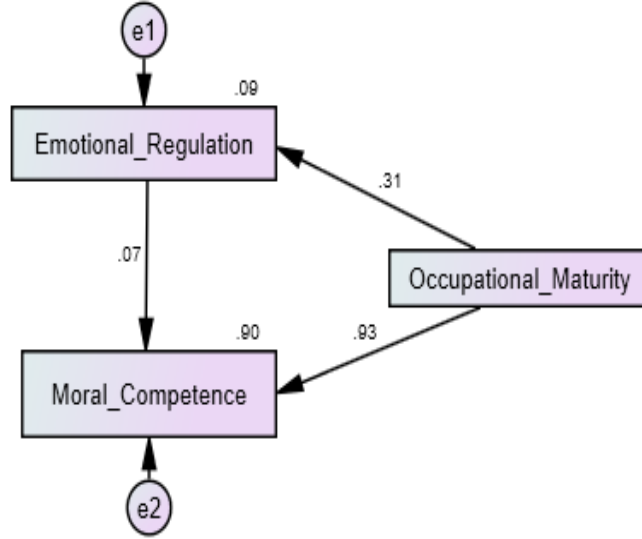 e1
.09
Emotional_Regulation
.31
.07
Occupational_Maturity
.90
.93
Moral_Competence
e2